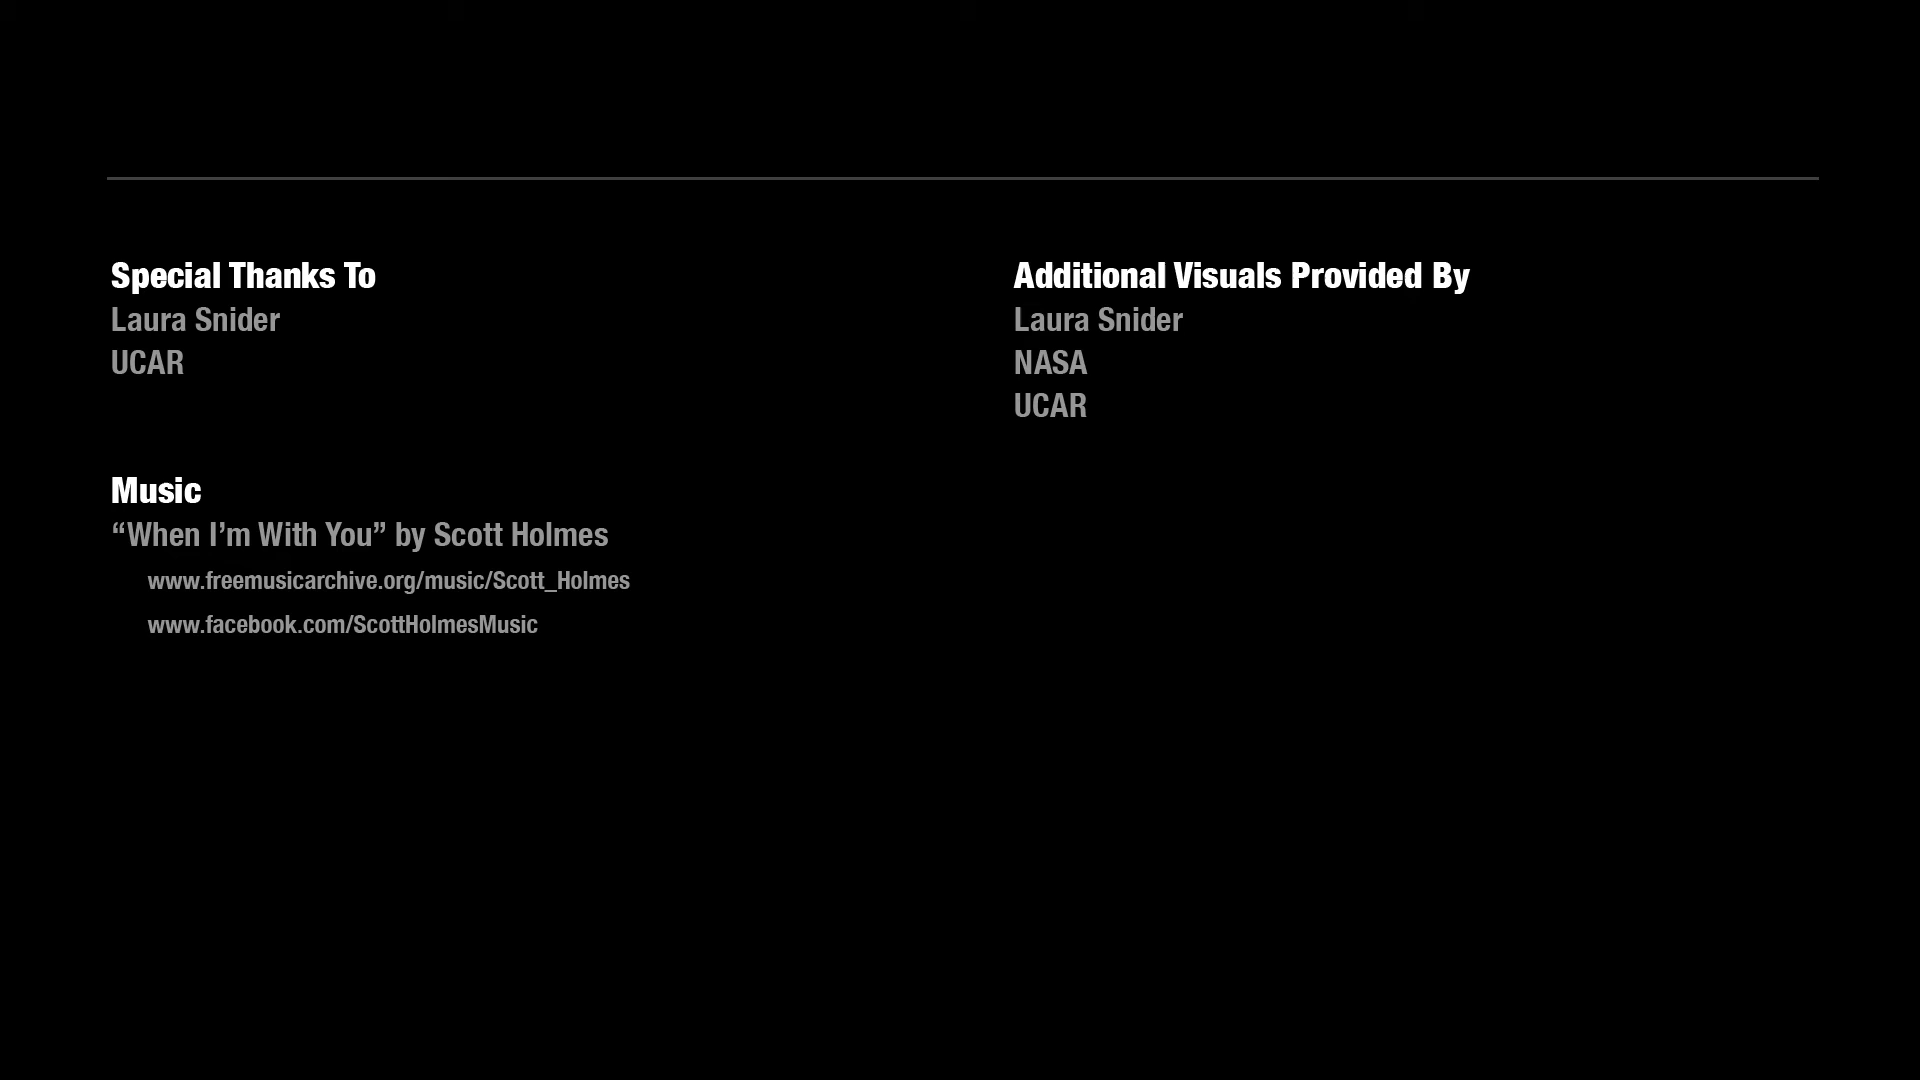 Special Thanks To
Laura Snider
UCAR
Music
“When I’m With You” by Scott Holmes
www.freemusicarchive.org/music/Scott_Holmes
www.facebook.com/ScottHolmesMusic
Additional Visuals Provided By
Laura Snider
NASA
UCAR